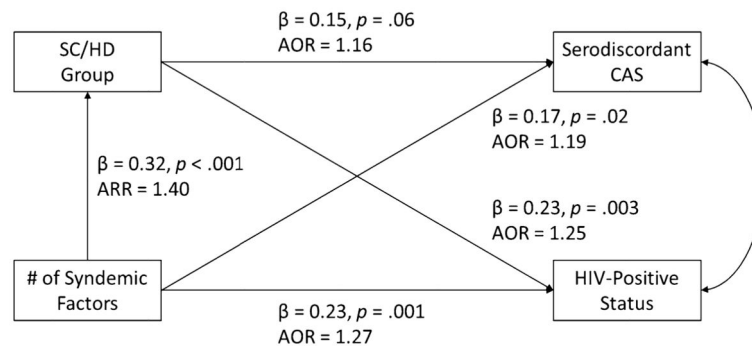 β = 0.15, p = .06
AOR = 1.16
SC/HD
Group
Serodiscordant
CAS
β = 0.17, p = .02
AOR = 1.19
β = 0.32, p < .001
ARR = 1.40
β = 0.23, p = .003
AOR = 1.25
# of Syndemic
Factors
HIV-Positive
Status
β = 0.23, p = .001
AOR = 1.27